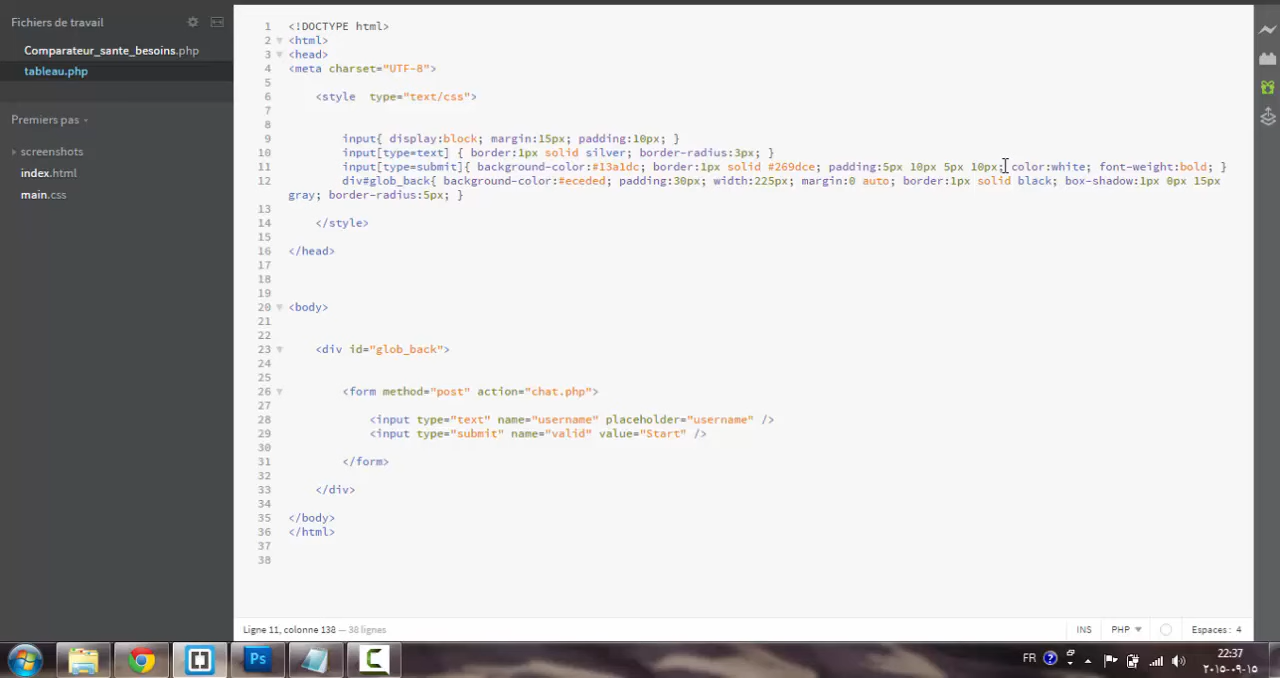 Fichiers de travail
Comparateur_sante_besoins.php
tableau.php
Premiers pas
screenshots
index.html
main.css
1 <!DOCTYPE html>
2 <html>
3 <head>
4 <meta charset="UTF-8">
5
6 <style  type="text/css">
7
8
9 input{ display:block; margin:15px; padding:10px; }
10 input[type=text] { border:1px solid silver; border-radius:3px; }
11 input[type=submit]{ background-color:#13a1dc; border:1px solid #269dce; padding:5px 10px 5px 10px; color:white; font-weight:bold; }
12 div#glob_back{ background-color:#ececed; padding:30px; width:225px; margin:0 auto; border:1px solid black; box-shadow:1px 0px 15px
gray; border-radius:5px; }
13
14 </style>
15
16 </head>
17
18
19
20 <body>
21
22
23 <div id="glob_back">
24
25
26 <form method="post" action="chat.php">
27
28 <input type="text" name="username" placeholder="username" />
29 <input type="submit" name="valid" value="Start" />
30
31 </form>
32
33 </div>
34
35 </body>
36 </html>
37
38
Ligne 11, colonne 138 — 38 lignes
INS
PHP
Espaces: 4
Ps
FR
22:37
٢٠١٥-٠٩-١٥